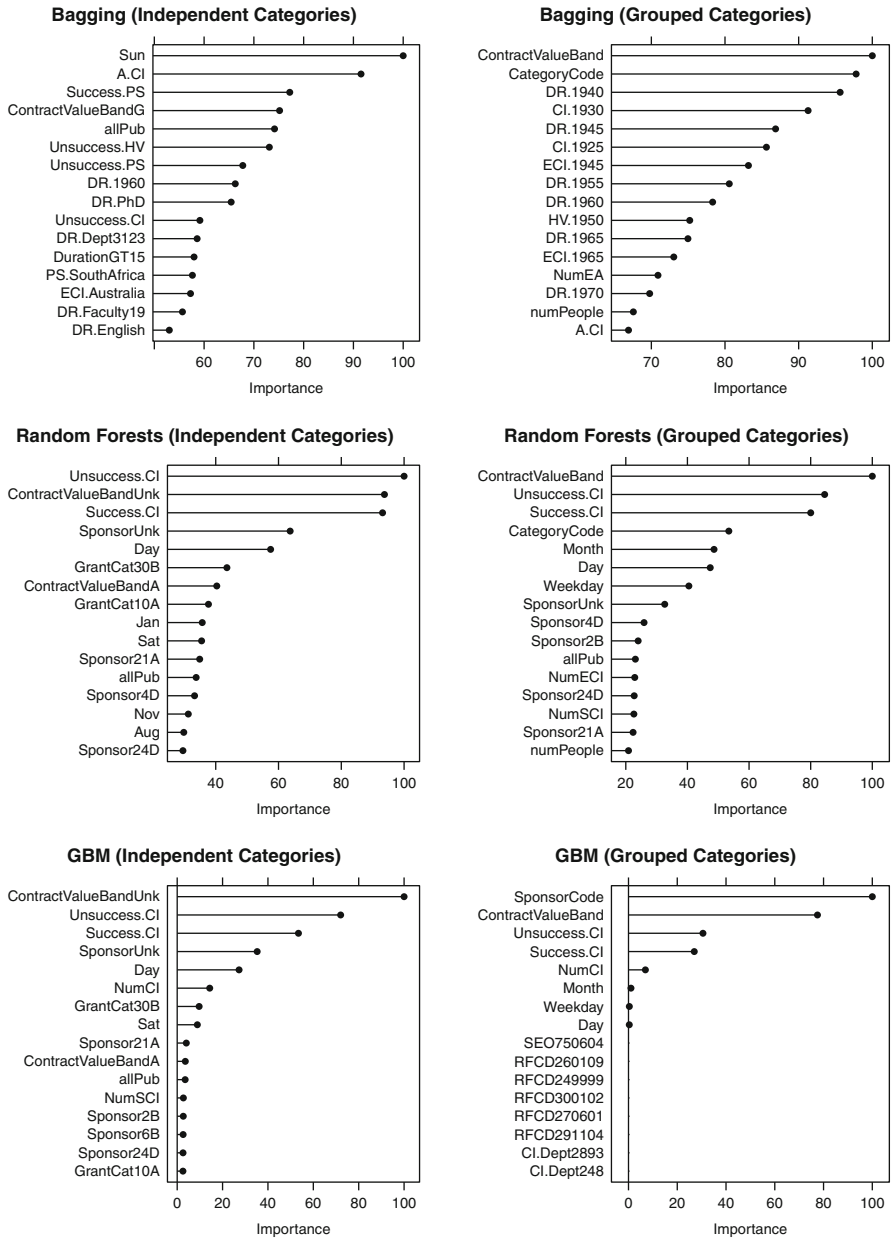 Bagging (Independent Categories)
Sun
A.CI
Success.PS
ContractValueBandG
allPub
Unsuccess.HV
Unsuccess.PS
DR.1960
DR.PhD
Unsuccess.CI
DR.Dept3123
DurationGT15
PS.SouthAfrica
ECI.Australia
DR.Faculty19
DR.English
60 70 80 90 100
Importance
Bagging (Grouped Categories)
ContractValueBand
CategoryCode
DR.1940
CI.1930
DR.1945
CI.1925
ECI.1945
DR.1955
DR.1960
HV.1950
DR.1965
ECI.1965
NumEA
DR.1970
numPeople
A.CI
70 80 90 100
Importance
Random Forests (Independent Categories)
Unsuccess.CI
ContractValueBandUnk
Success.CI
SponsorUnk
Day
GrantCat30B
ContractValueBandA
GrantCat10A
Jan
Sat
Sponsor21A
allPub
Sponsor4D
Nov
Aug
Sponsor24D
40 60 80 100
Importance
Random Forests (Grouped Categories)
ContractValueBand
Unsuccess.CI
Success.CI
CategoryCode
Month
Day
Weekday
SponsorUnk
Sponsor4D
Sponsor2B
allPub
NumECI
Sponsor24D
NumSCI
Sponsor21A
numPeople
20 40 60 80 100
Importance
GBM (Independent Categories)
ContractValueBandUnk
Unsuccess.CI
Success.CI
SponsorUnk
Day
NumCI
GrantCat30B
Sat
Sponsor21A
ContractValueBandA
allPub
NumSCI
Sponsor2B
Sponsor6B
Sponsor24D
GrantCat10A
0 20 40 60 80 100
Importance
GBM (Grouped Categories)
SponsorCode
ContractValueBand
Unsuccess.CI
Success.CI
NumCI
Month
Weekday
Day
SEO750604
RFCD260109
RFCD249999
RFCD300102
RFCD270601
RFCD291104
CI.Dept2893
CI.Dept248
0 20 40 60 80 100
Importance